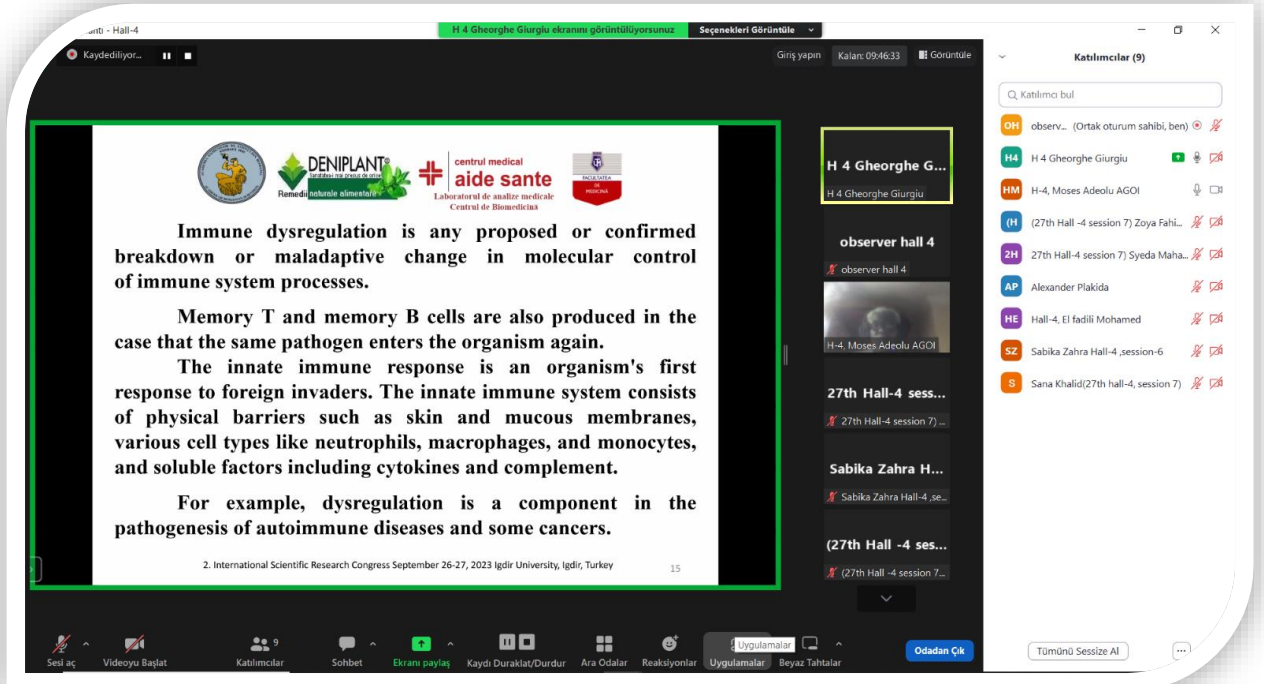 - Hall-4
H 4 Gheorghe Giurgiu ekranını görüntülüyorsunuz
Seçenekleri Görüntüle
Kaydediliyor...
Giriş yapın
Kalan: 09:46:33
Görüntüle
DENIPLANT®
Remedii naturale alimentare
centrul medical
aide sante
Laboratorul de analize medicale
Centrul de Biomedicină
FACULTATEA
DE
MEDICINĂ
Immune dysregulation is any proposed or confirmed
breakdown or maladaptive change in molecular control
of immune system processes.
Memory T and memory B cells are also produced in the
case that the same pathogen enters the organism again.
The innate immune response is an organism's first
response to foreign invaders. The innate immune system consists
of physical barriers such as skin and mucous membranes,
various cell types like neutrophils, macrophages, and monocytes,
and soluble factors including cytokines and complement.
For example, dysregulation is a component in the
pathogenesis of autoimmune diseases and some cancers.
2. International Scientific Research Congress September 26-27, 2023 Igdir University, Igdir, Turkey
15
H 4 Gheorghe G...
H 4 Gheorghe Giurgiu
observer hall 4
observer hall 4
H-4, Moses Adeolu AGOI
27th Hall-4 sess...
27th Hall-4 session 7) ...
Sabika Zahra H...
Sabika Zahra Hall-4 ,se...
(27th Hall -4 ses...
(27th Hall -4 session 7...
Katılımcılar (9)
Katılımcı bul
OH observ... (Ortak oturum sahibi, ben)
H4 H 4 Gheorghe Giurgiu
HM H-4, Moses Adeolu AGOI
(H (27th Hall -4 session 7) Zoya Fahi...
2H 27th Hall-4 session 7) Syeda Maha...
AP Alexander Plakida
HE Hall-4, El fadili Mohamed
SZ Sabika Zahra Hall-4 ,session-6
S Sana Khalid(27th hall-4, session 7)
Sesi aç
Videoyu Başlat
9
Katılımcılar
Sohbet
Ekranı paylaş
Kaydı Duraklat/Durdur
Ara Odalar
Reaksiyonlar
Uygulamalar
Uygulamalar
Beyaz Tahtalar
Odadan Çık
Tümünü Sessize Al
...